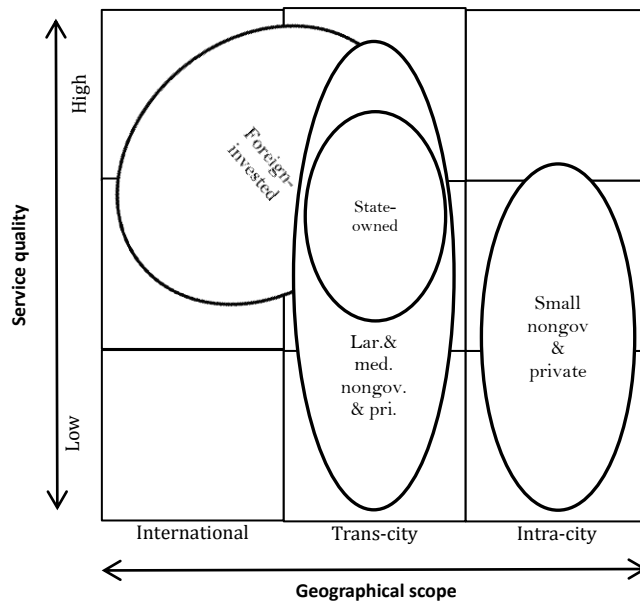 High
Service quality
Low
Foreign-
invested
State-
owned
Lar.&
med.
nongov.
& pri.
Small
nongov
&
private
International
Trans-city
Intra-city
Geographical scope